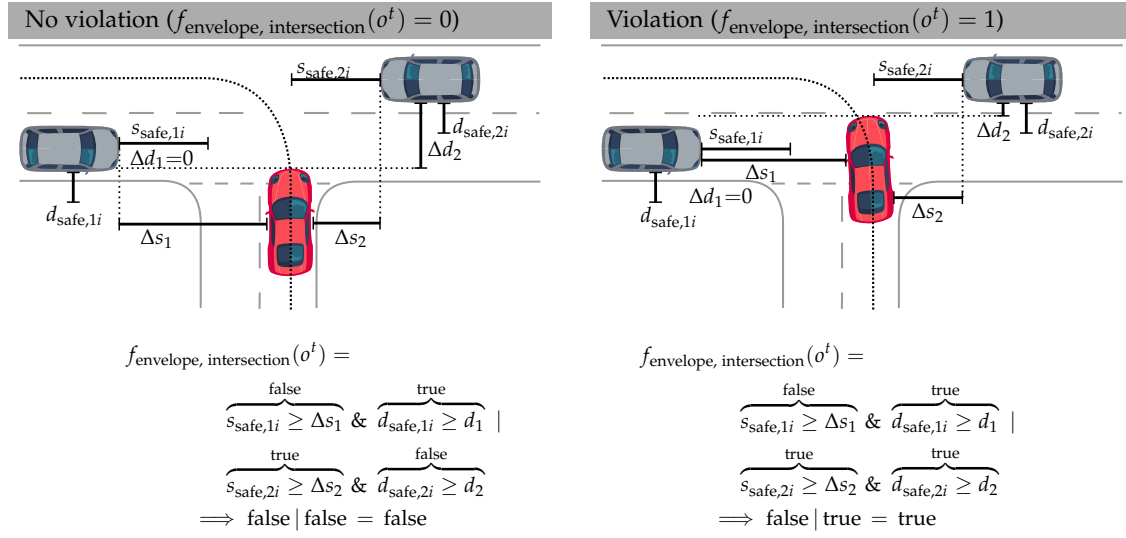 No violation (f_envelope, intersection(o^t) = 0)
s_safe,2i
d_safe,2i
s_safe,1i
Δd_1=0
Δd_2
d_safe,1i
Δs_1
Δs_2
f_envelope, intersection(o^t) =
false true
s_safe,1i ≥ Δs_1 & d_safe,1i ≥ d_1 |
true false
s_safe,2i ≥ Δs_2 & d_safe,2i ≥ d_2
⟹ false | false = false
Violation (f_envelope, intersection(o^t) = 1)
s_safe,2i
Δd_2
d_safe,2i
s_safe,1i
Δs_1
Δd_1=0
d_safe,1i
Δs_2
f_envelope, intersection(o^t) =
false true
s_safe,1i ≥ Δs_1 & d_safe,1i ≥ d_1 |
true true
s_safe,2i ≥ Δs_2 & d_safe,2i ≥ d_2
⟹ false | true = true